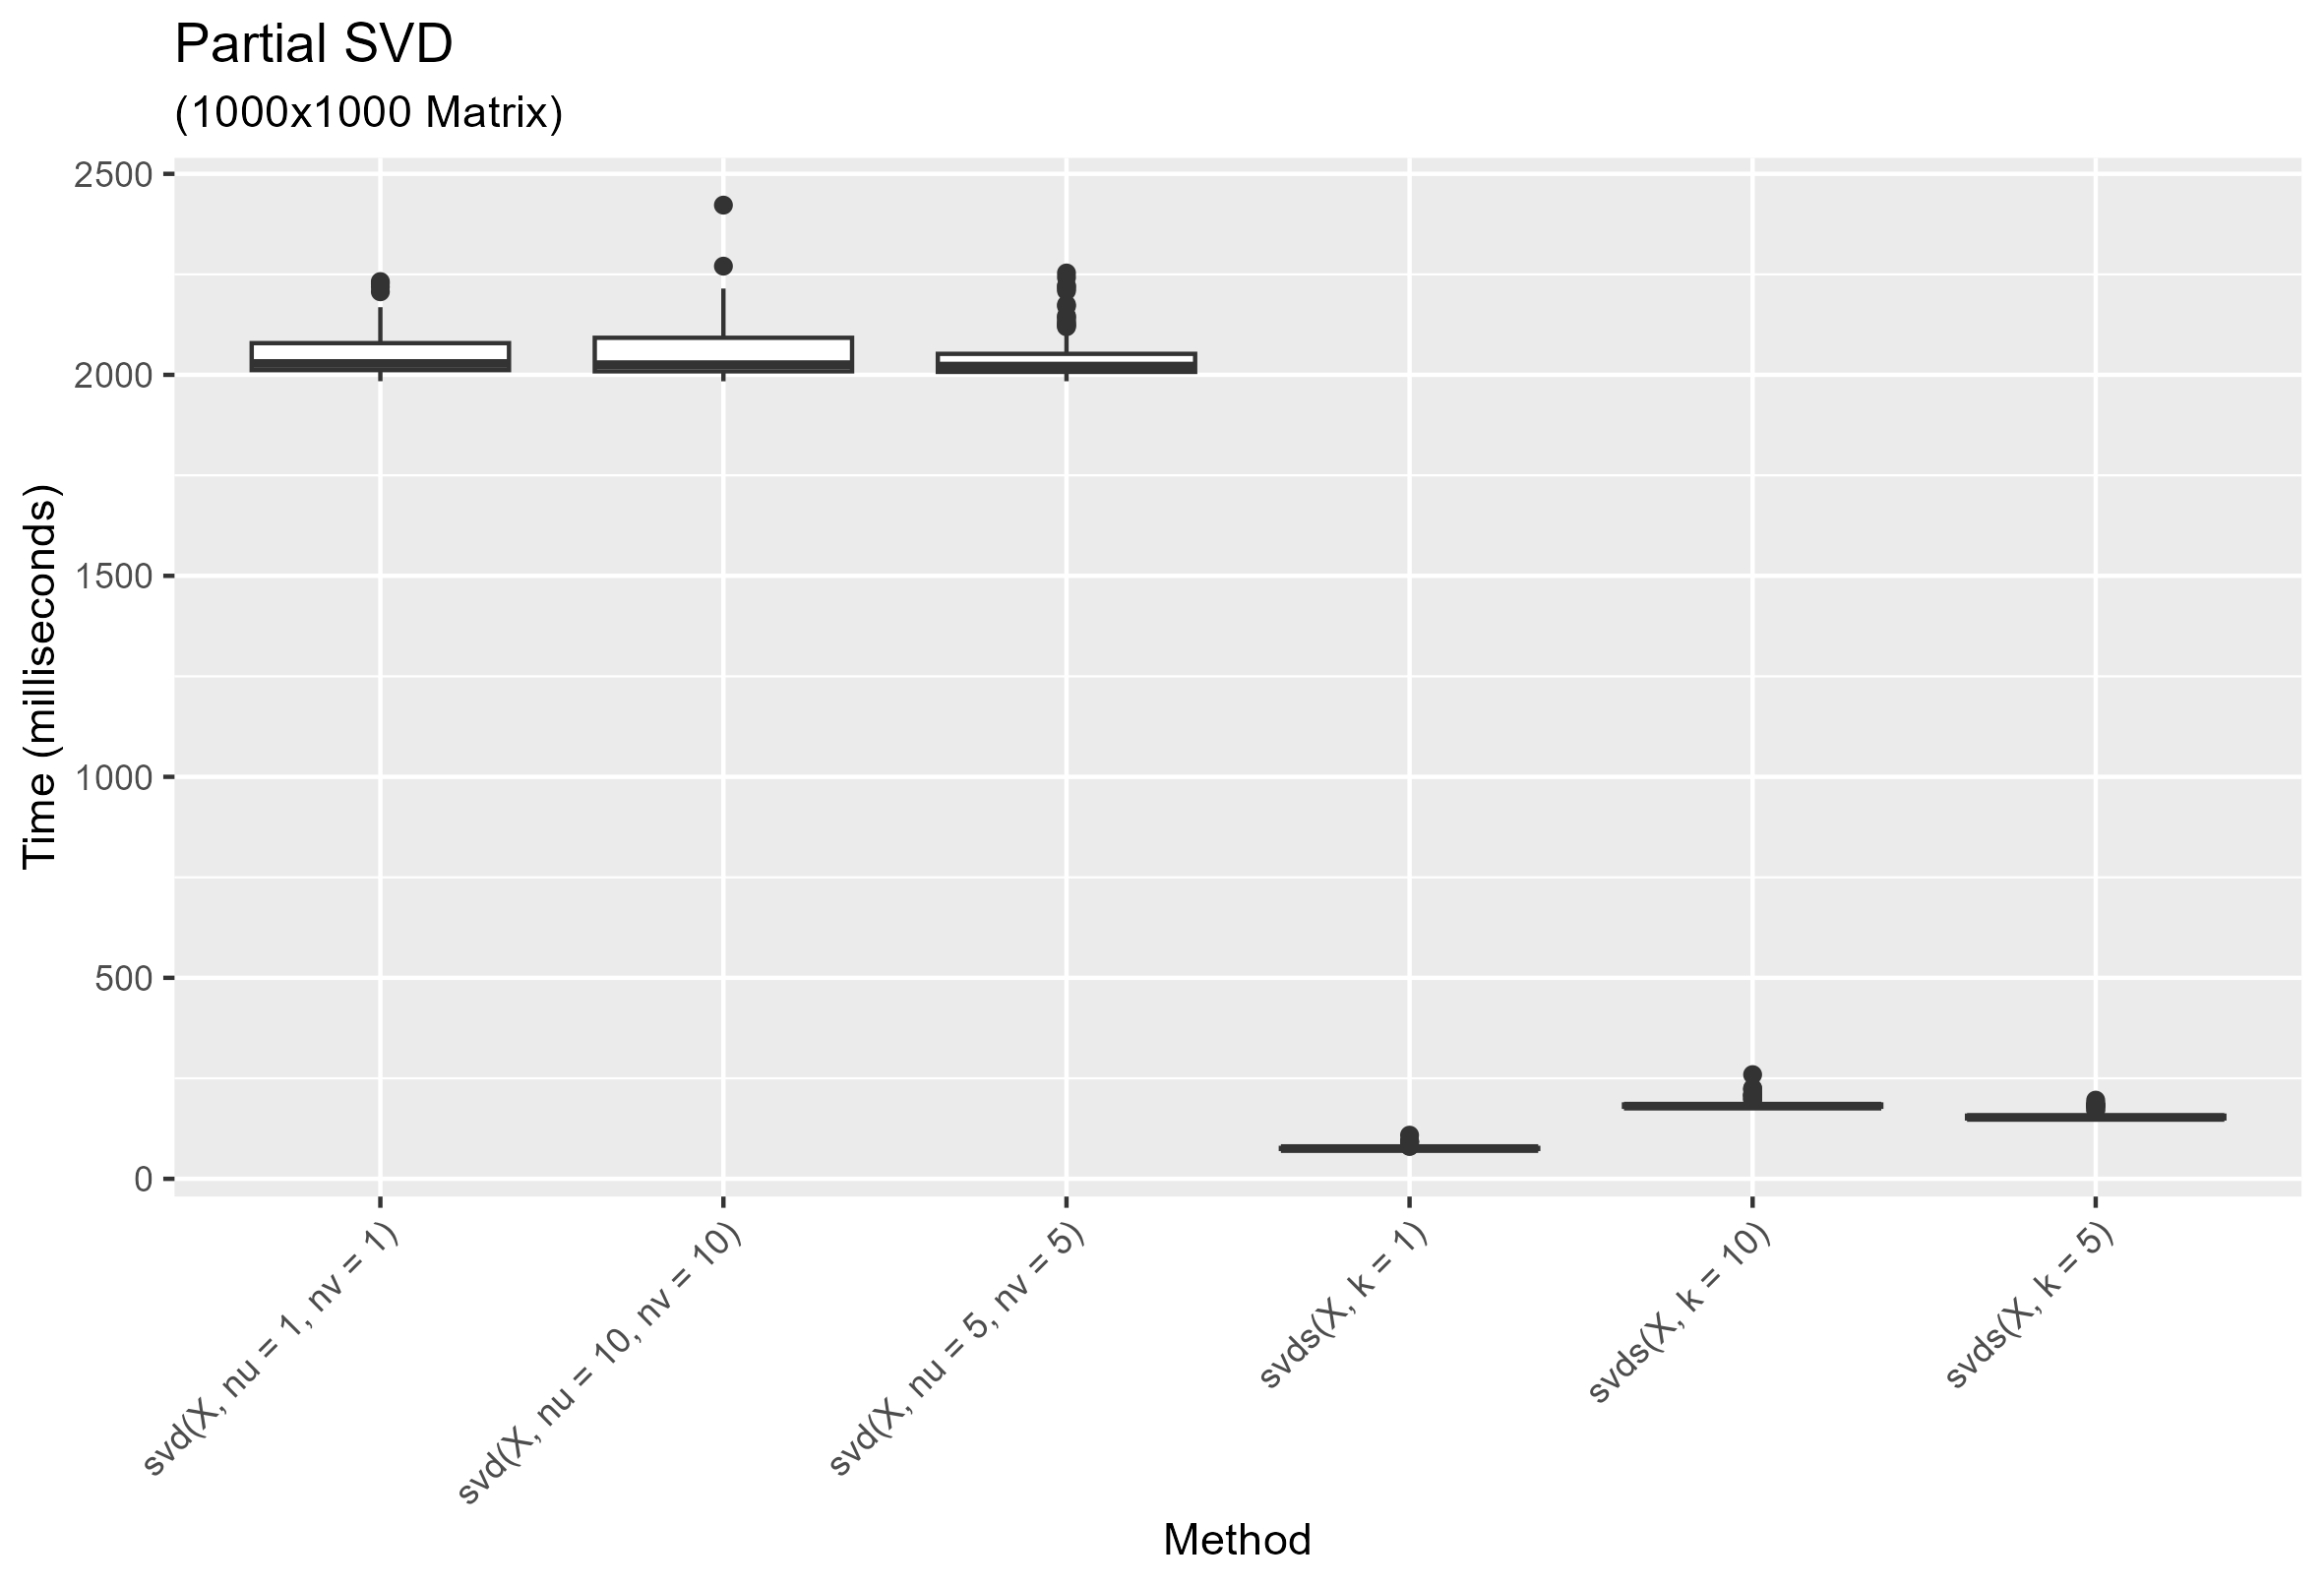 Partial SVD
(1000x1000 Matrix)
Time (milliseconds)
2500
2000
1500
1000
500
0
svd(X, nu = 1, nv = 1)
svd(X, nu = 10, nv = 10)
svd(X, nu = 5, nv = 5)
svds(X, k = 1)
svds(X, k = 10)
svds(X, k = 5)
Method